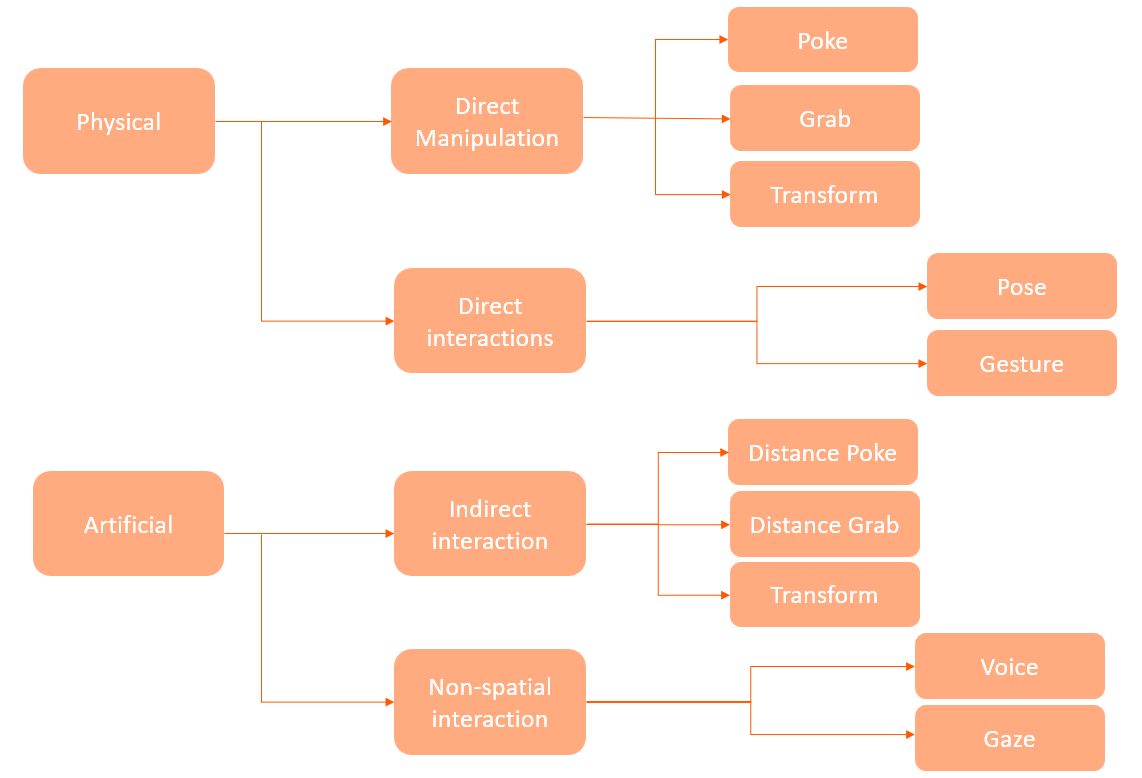 Physical
Direct
Manipulation
Poke
Grab
Transform
Direct
interactions
Pose
Gesture
Artificial
Indirect
interaction
Distance Poke
Distance Grab
Transform
Non-spatial
interaction
Voice
Gaze